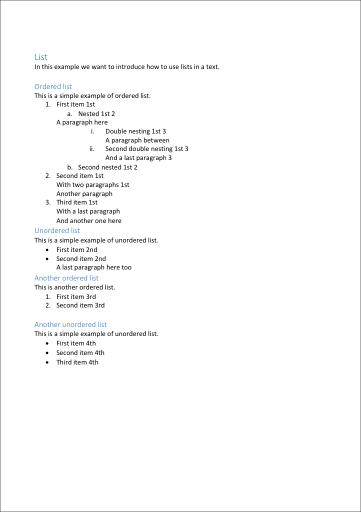 List
In this example we want to introduce how to use lists in a text.
Ordered list
This is a simple example of ordered list.
1. First item 1st
a. Nested 1st 2
A paragraph here
i. Double nesting 1st 3
A paragraph between
ii. Second double nesting 1st 3
And a last paragraph 3
b. Second nested 1st 2
2. Second item 1st
With two paragraphs 1st
Another paragraph
3. Third item 1st
With a last paragraph
And another one here
Unordered list
This is a simple example of unordered list.
• First item 2nd
• Second item 2nd
A last paragraph here too
Another ordered list
This is another ordered list.
1. First item 3rd
2. Second item 3rd
Another unordered list
This is a simple example of unordered list.
• First item 4th
• Second item 4th
• Third item 4th